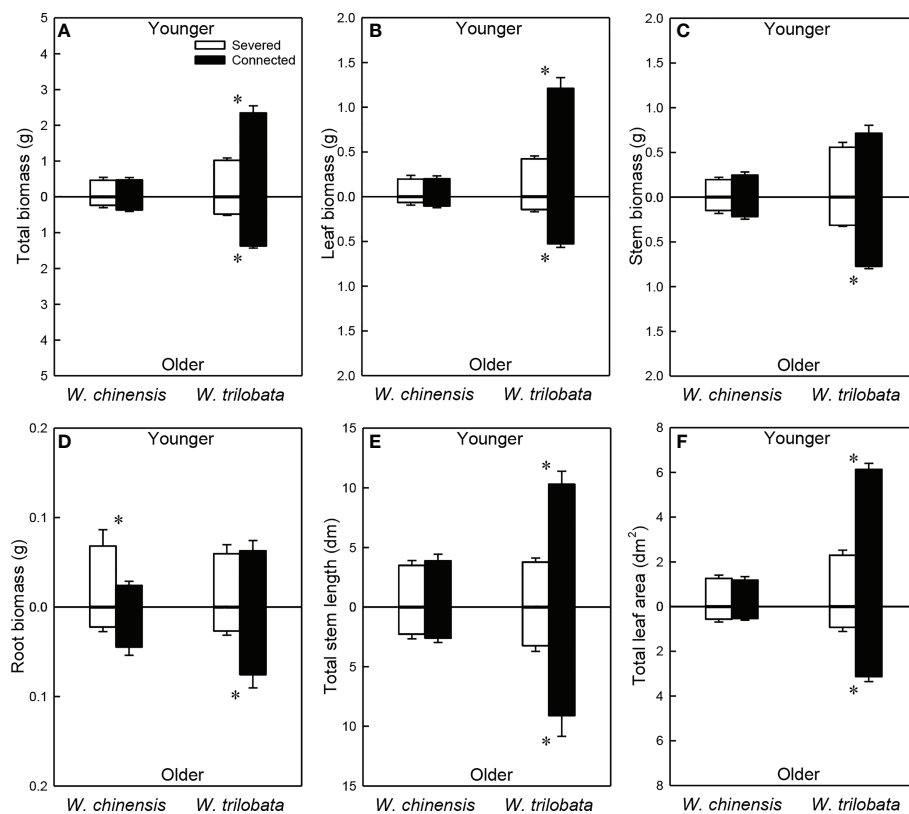 A
Younger
Severed
Connected
Total biomass (g)
5
4
3
2
1
0
1
2
3
4
5
*
*
Older
W. chinensis W. trilobata
B
Younger
Leaf biomass (g)
2.0
1.5
1.0
0.5
0.0
0.5
1.0
1.5
2.0
*
*
Older
W. chinensis W. trilobata
C
Younger
Stem biomass (g)
2.0
1.5
1.0
0.5
0.0
0.5
1.0
1.5
2.0
*
Older
W. chinensis W. trilobata
D
Younger
Root biomass (g)
0.2
0.1
0.0
0.1
0.2
*
*
Older
W. chinensis W. trilobata
E
Younger
Total stem length (dm)
15
10
5
0
5
10
15
*
*
Older
W. chinensis W. trilobata
F
Younger
Total leaf area (dm²)
8
6
4
2
0
2
4
6
8
*
*
Older
W. chinensis W. trilobata